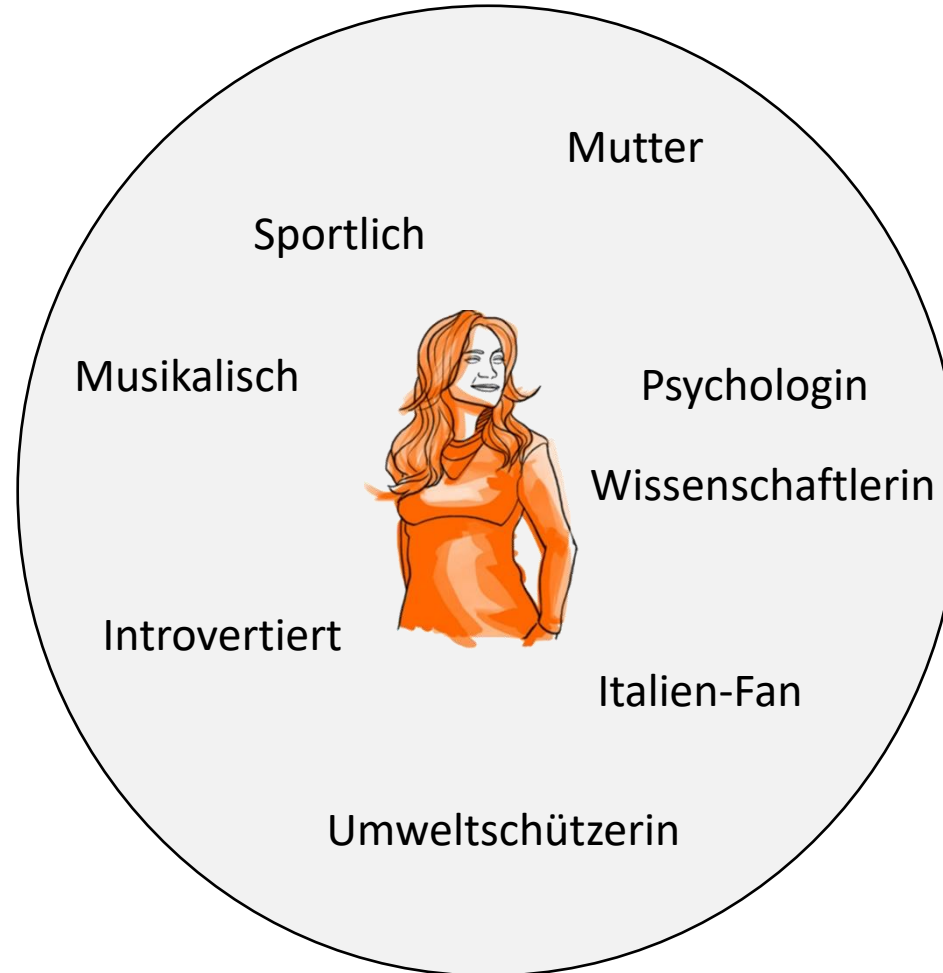 Mutter
Sportlich
Musikalisch
Psychologin
Wissenschaftlerin
Introvertiert
Italien-Fan
Umweltschützerin